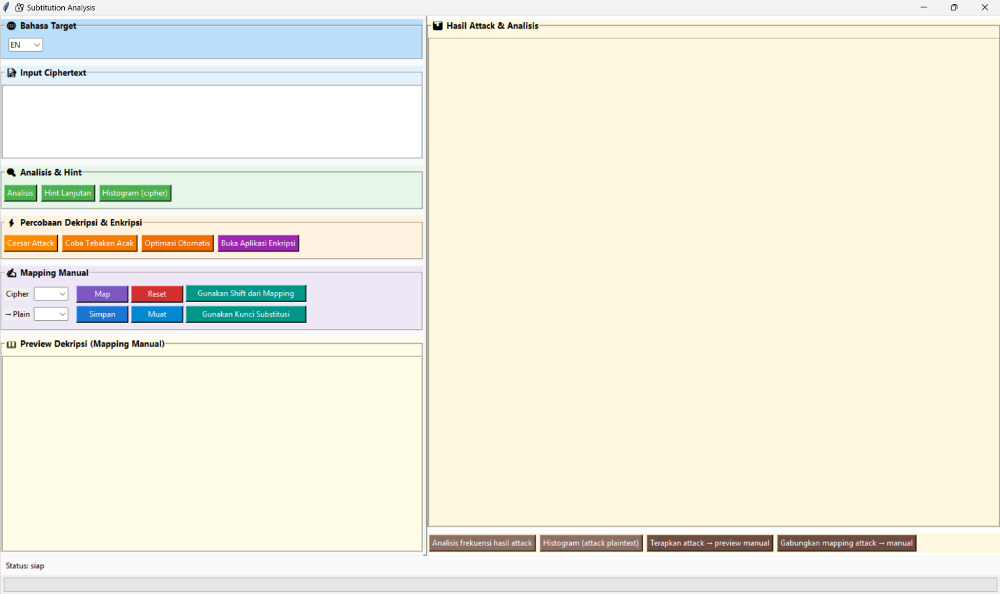 Subtitution Analysis
Bahasa Target
EN
Input Ciphertext
Analisis & Hint
Analisis
Hint Lanjutan
Histogram (cipher)
Percobaan Dekripsi & Enkripsi
Caesar Attack
Coba Tebakan Acak
Optimasi Otomatis
Buka Aplikasi Enkripsi
Mapping Manual
Cipher
Map
Reset
Gunakan Shift dari Mapping
→ Plain
Simpan
Muat
Gunakan Kunci Substitusi
Preview Dekripsi (Mapping Manual)
Hasil Attack & Analisis
Analisis frekuensi hasil attack
Histogram (attack plaintext)
Terapkan attack → preview manual
Gabungkan mapping attack → manual
Status: siap